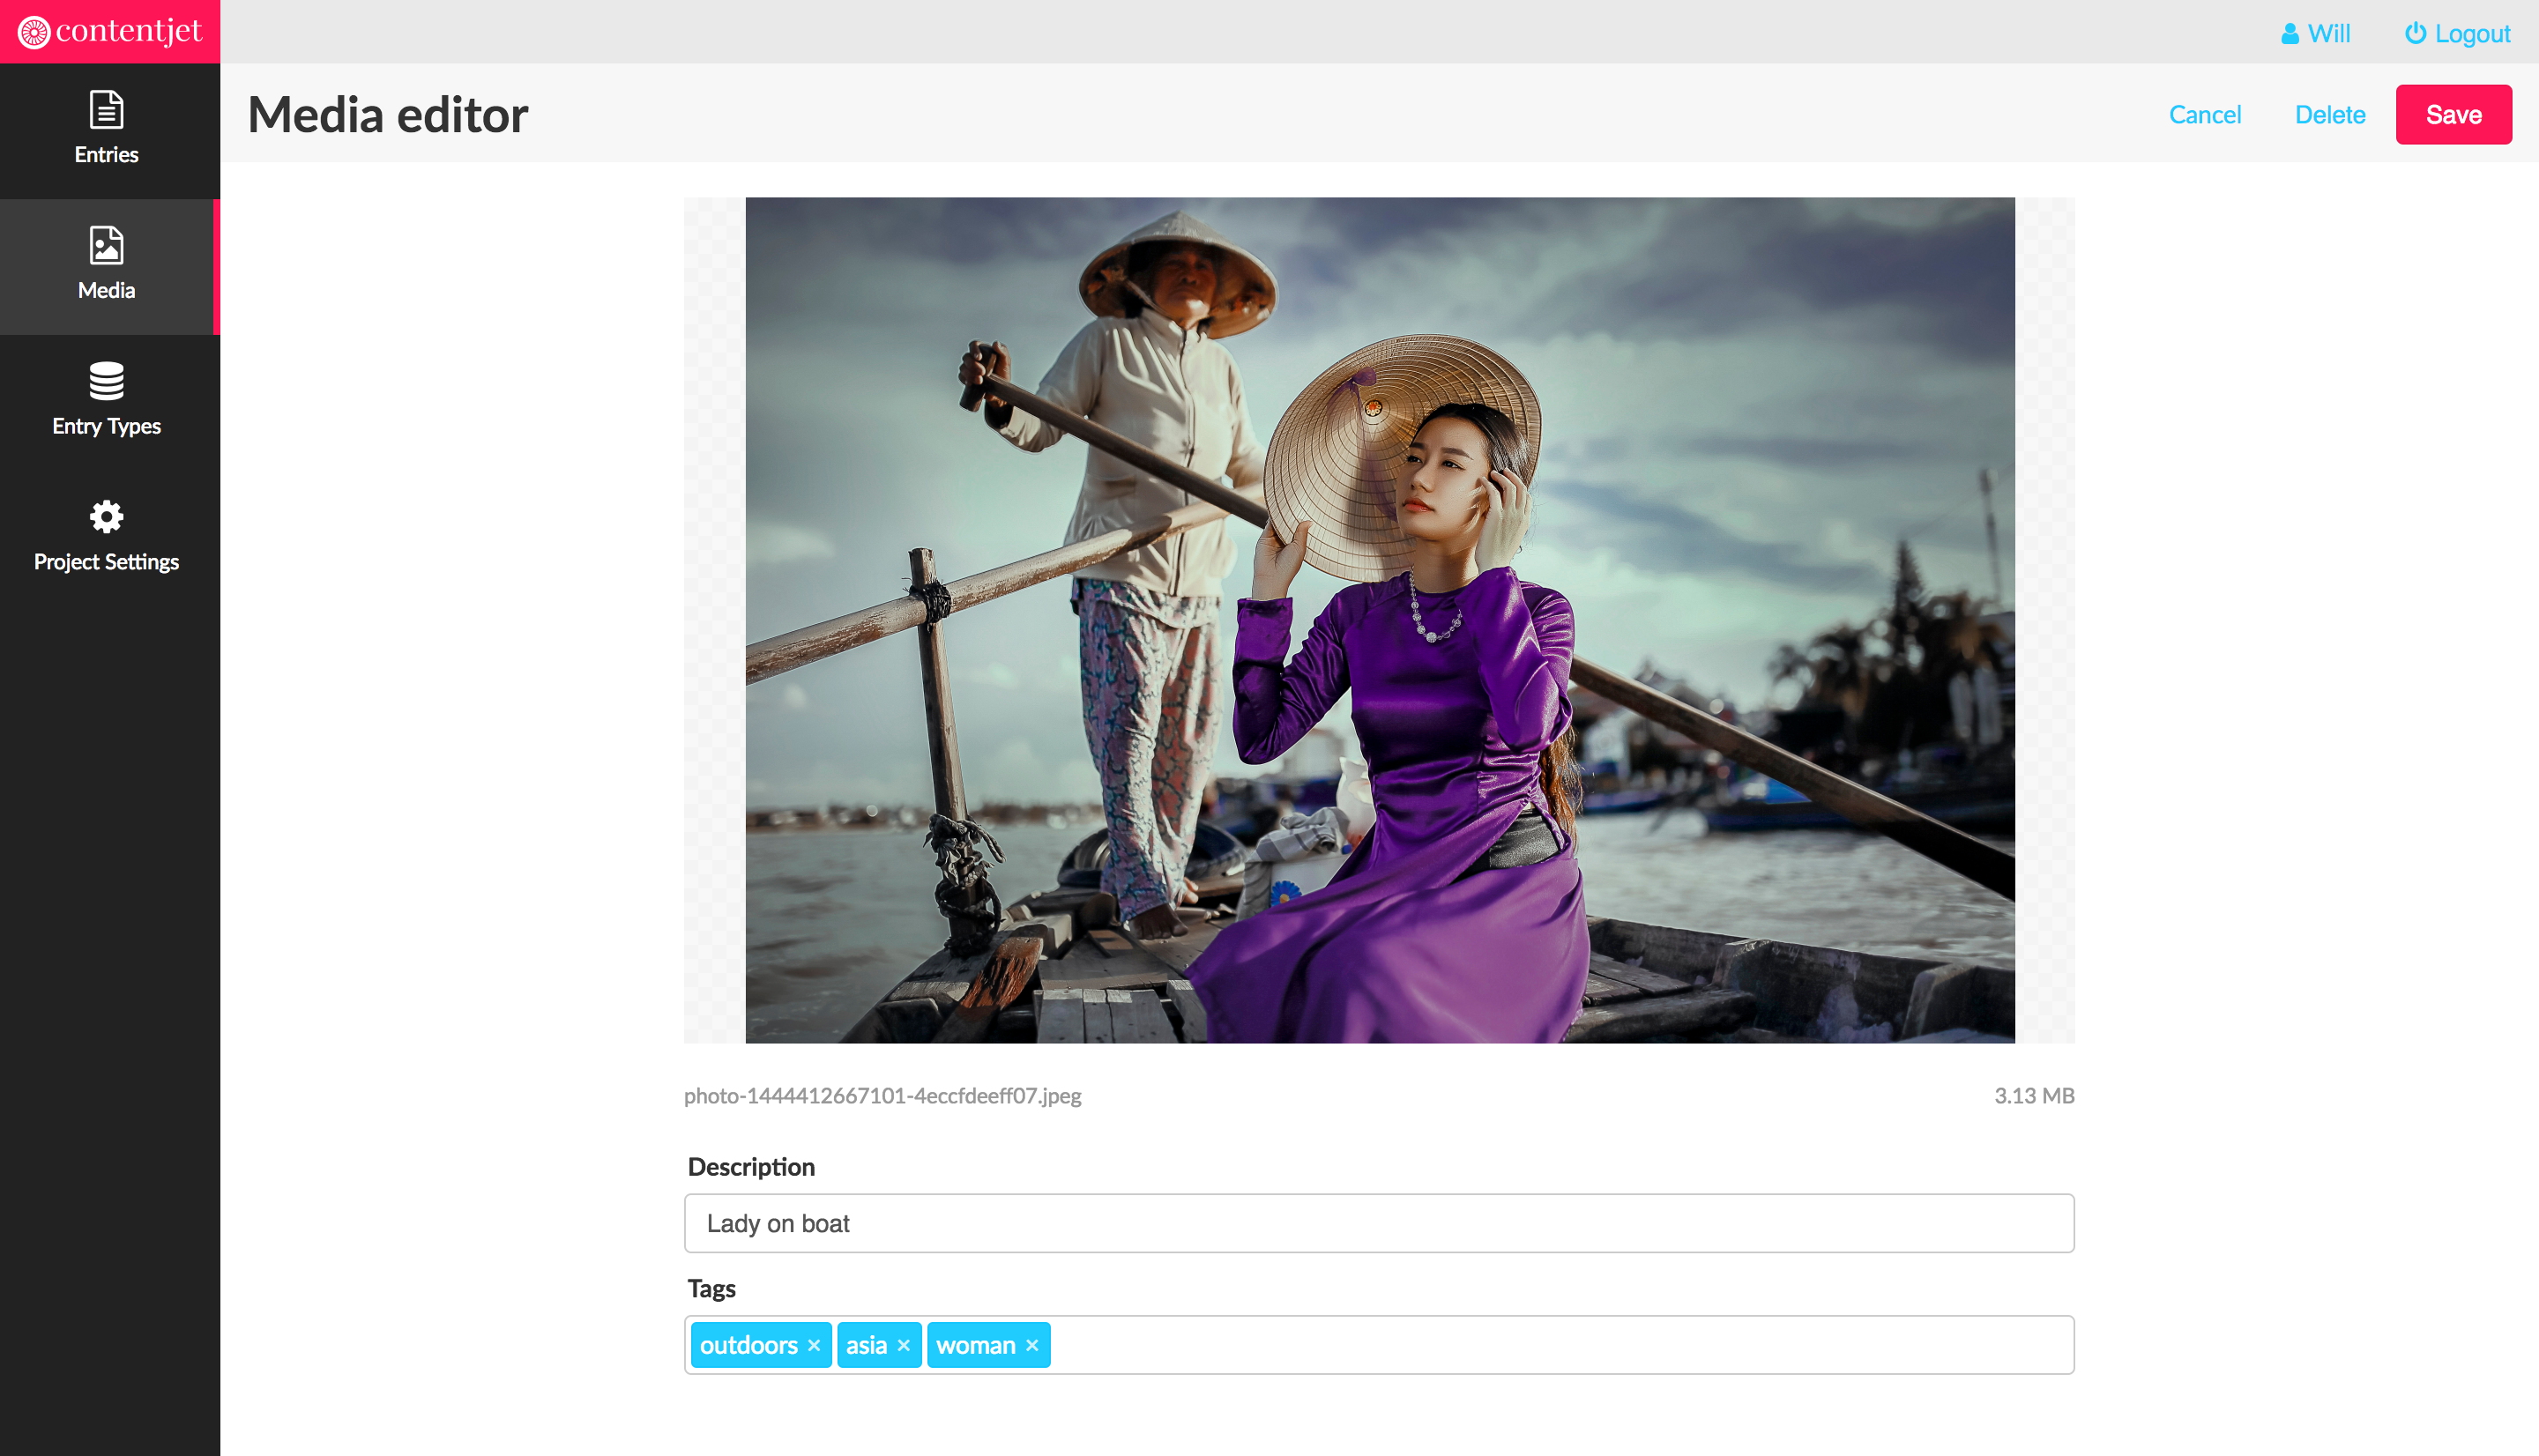 contentjet
Will
Logout
Entries
Media
Entry Types
Project Settings
Media editor
Cancel
Delete
Save
photo-1444412667101-4eccfdeeff07.jpeg
3.13 MB
Description
Lady on boat
Tags
outdoors × asia × woman ×